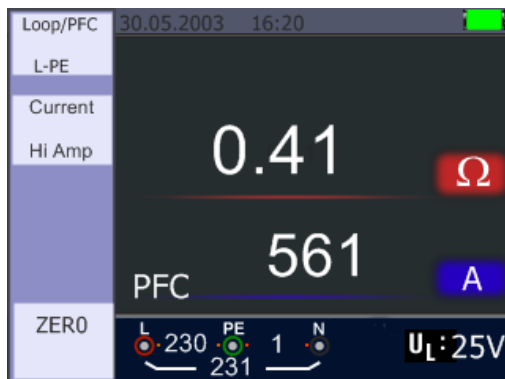 Loop/PFC
L-PE
Current
Hi Amp
ZERO
30.05.2003 16:20
0.41 Ω
PFC 561 A
L PE N
230 1
231
UL:25V